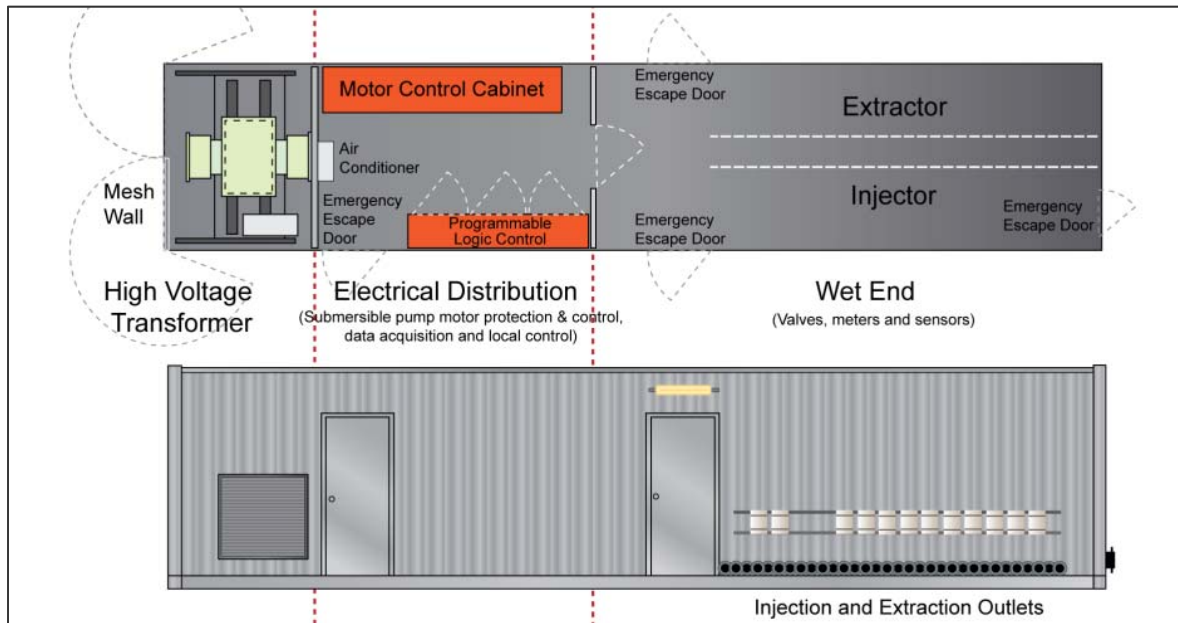 Motor Control Cabinet
Emergency
Escape Door
Extractor
Air
Conditioner
Mesh
Wall
Emergency
Escape
Door
Programmable
Logic Control
Emergency
Escape Door
Injector
Emergency
Escape Door
High Voltage
Transformer
Electrical Distribution
(Submersible pump motor protection & control,
data acquisition and local control)
Wet End
(Valves, meters and sensors)
Injection and Extraction Outlets